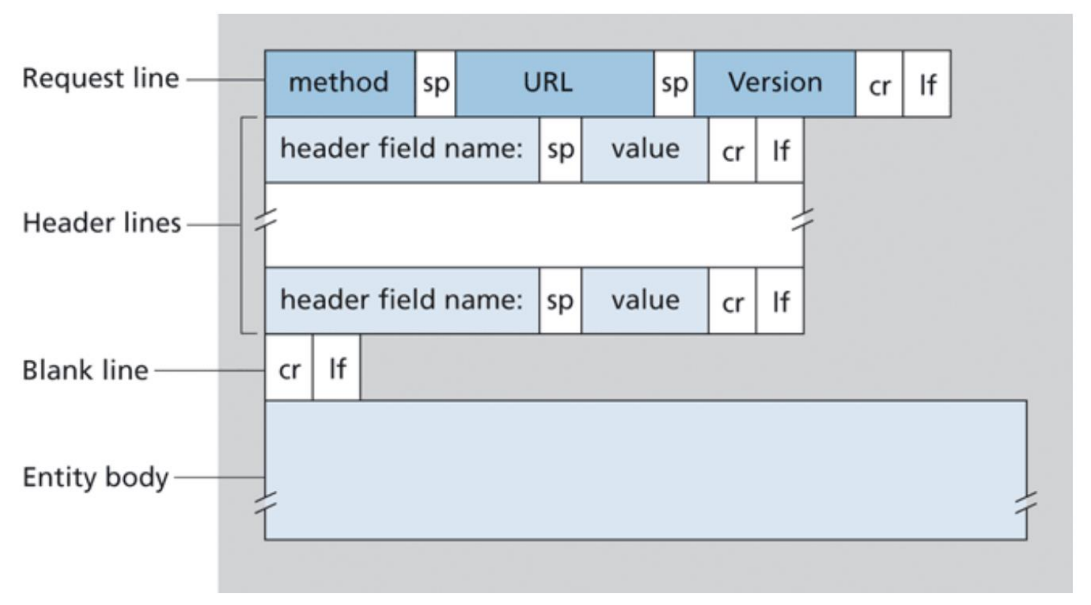 Request line method sp URL sp Version cr lf
header field name: sp value cr lf
Header lines
header field name: sp value cr lf
Blank line cr lf
Entity body